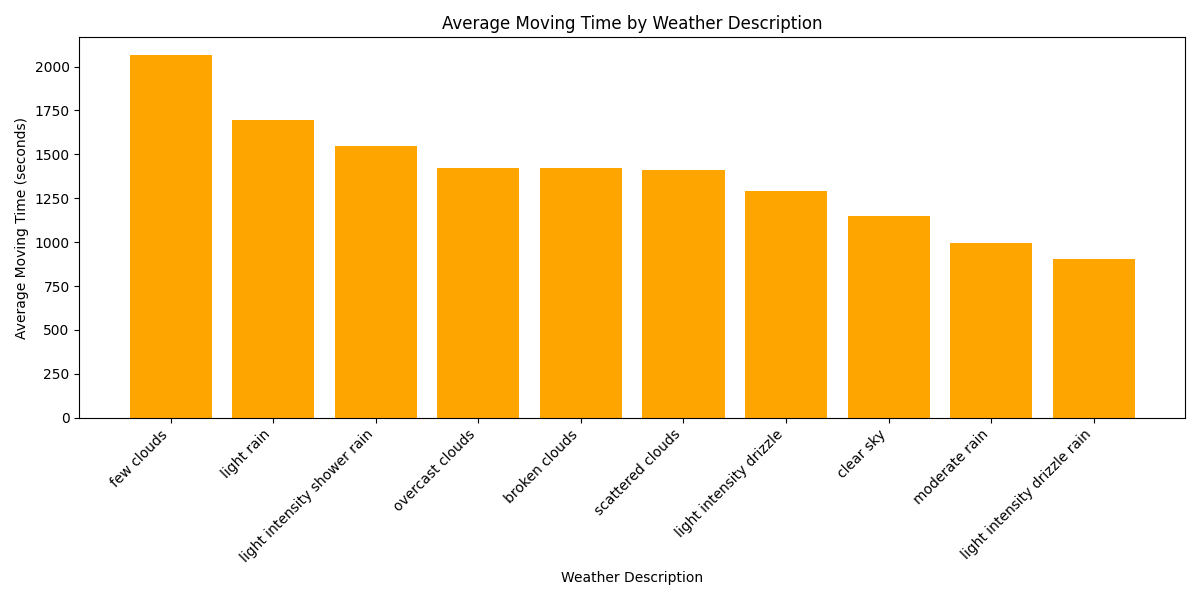 Average Moving Time by Weather Description
Average Moving Time (seconds)
2000
1750
1500
1250
1000
750
500
250
0
few clouds
light rain
light intensity shower rain
overcast clouds
broken clouds
scattered clouds
light intensity drizzle
clear sky
moderate rain
light intensity drizzle rain
Weather Description